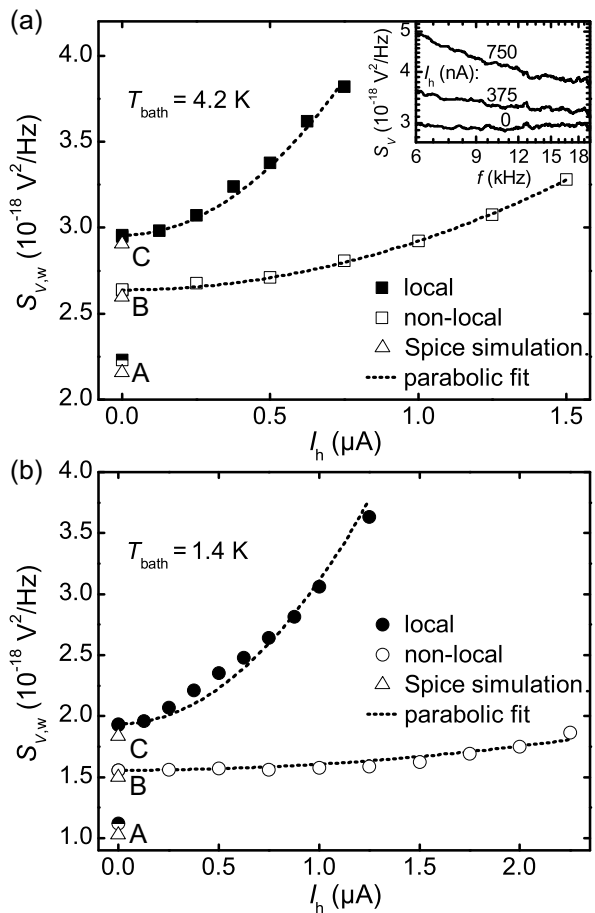 (a)
T_bath = 4.2 K
S_V,w (10⁻¹⁸ V²/Hz)
4.0
3.5
3.0
2.5
2.0
C
B
A
local
non-local
Spice simulation
parabolic fit
0.0 0.5 1.0 1.5
I_h (µA)
S_V (10⁻¹⁸ V²/Hz)
5
4
3
I_h (nA):
750
375
0
6 9 12 15 18
f (kHz)
(b)
T_bath = 1.4 K
S_V,w (10⁻¹⁸ V²/Hz)
4.0
3.5
3.0
2.5
2.0
1.5
1.0
C
B
A
local
non-local
Spice simulation
parabolic fit
0.0 0.5 1.0 1.5 2.0
I_h (µA)